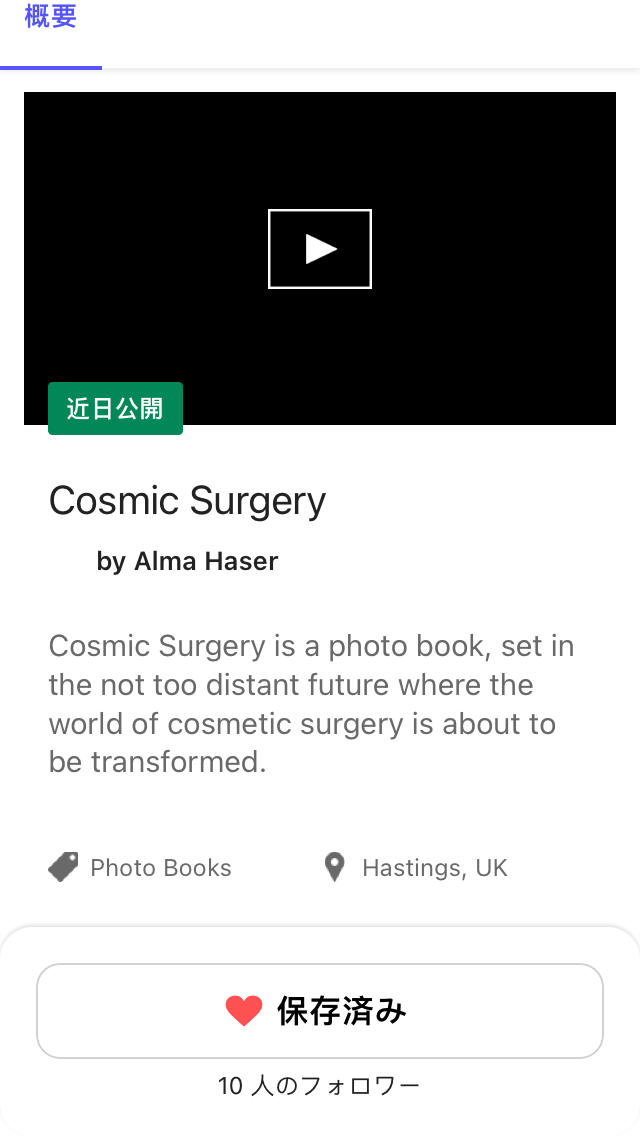 概要
近日公開
Cosmic Surgery
by Alma Haser
Cosmic Surgery is a photo book, set in
the not too distant future where the
world of cosmetic surgery is about to
be transformed.
Photo Books
Hastings, UK
保存済み
10 人のフォロワー